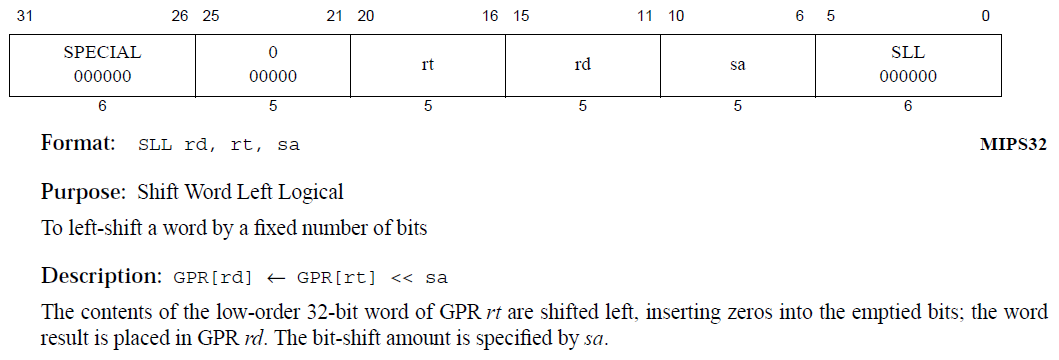 31 26 25 21 20 16 15 11 10 6 5 0
SPECIAL 0 rt rd sa SLL
000000 00000 000000
6 5 5 5 5 6
Format: SLL rd, rt, sa MIPS32
Purpose: Shift Word Left Logical
To left-shift a word by a fixed number of bits
Description: GPR[rd] ← GPR[rt] << sa
The contents of the low-order 32-bit word of GPR rt are shifted left, inserting zeros into the emptied bits; the word
result is placed in GPR rd. The bit-shift amount is specified by sa.